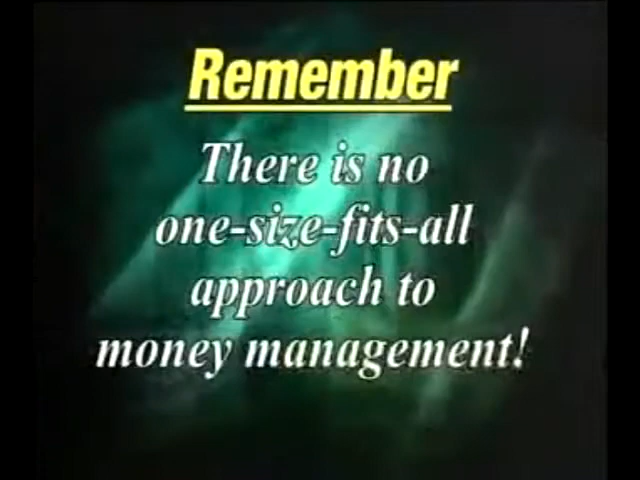 Remember
There is no
one-size-fits-all
approach to
money management!